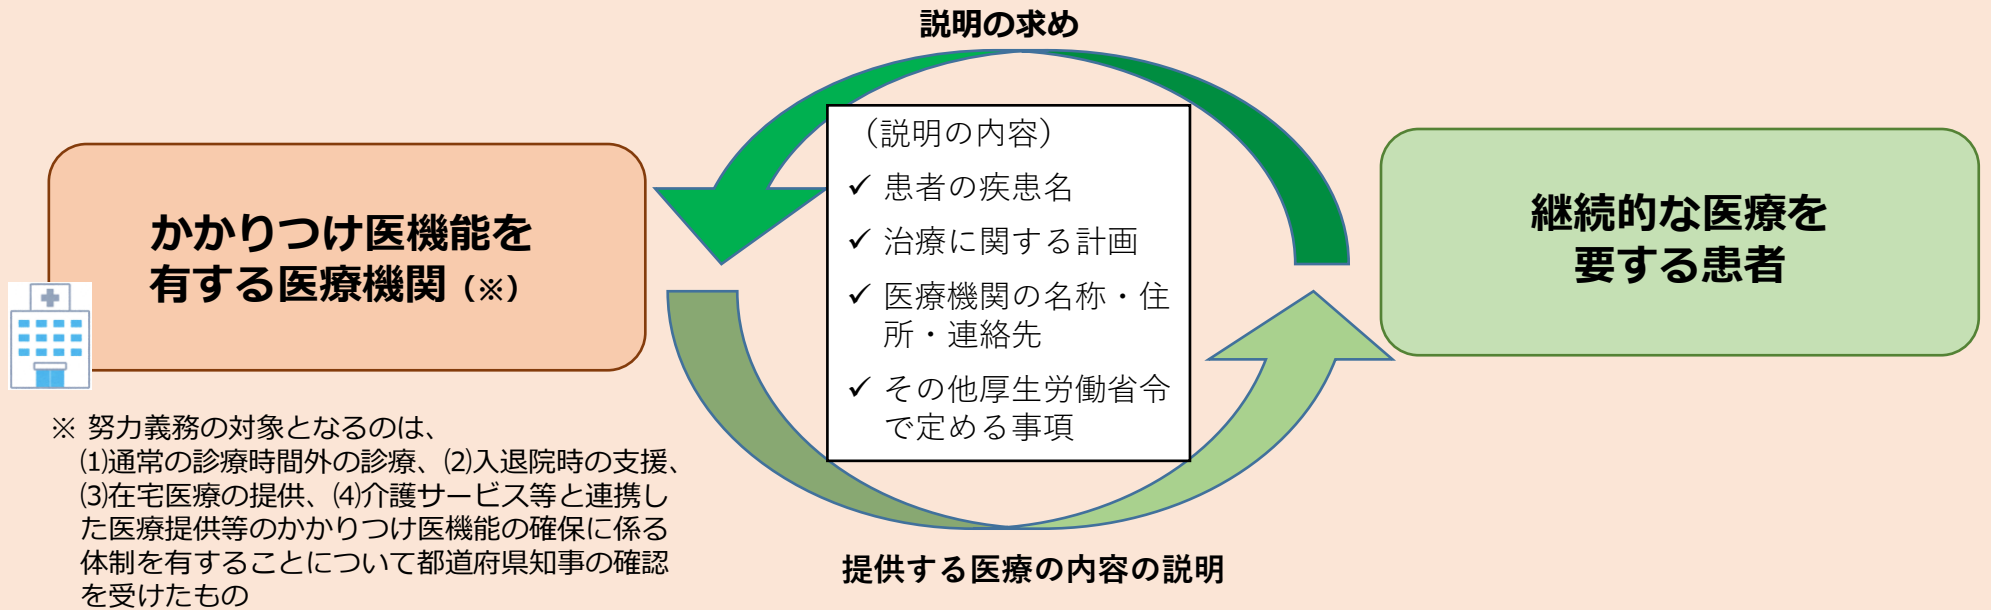 説明の求め
かかりつけ医機能を
有する医療機関（※）
（説明の内容）
✓ 患者の疾患名
✓ 治療に関する計画
✓ 医療機関の名称・住
所・連絡先
✓ その他厚生労働省令
で定める事項
継続的な医療を
要する患者
※ 努力義務の対象となるのは、
⑴通常の診療時間外の診療、⑵入退院時の支援、
⑶在宅医療の提供、⑷介護サービス等と連携し
た医療提供等のかかりつけ医機能の確保に係る
体制を有することについて都道府県知事の確認
を受けたもの
提供する医療の内容の説明